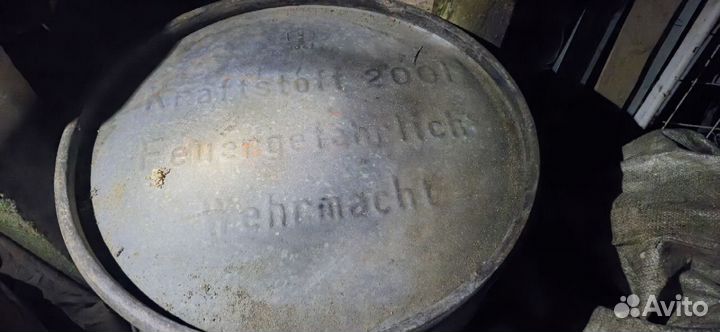 Kraftstoff 200l
Feuergefährlich
Wehrmacht
Avito